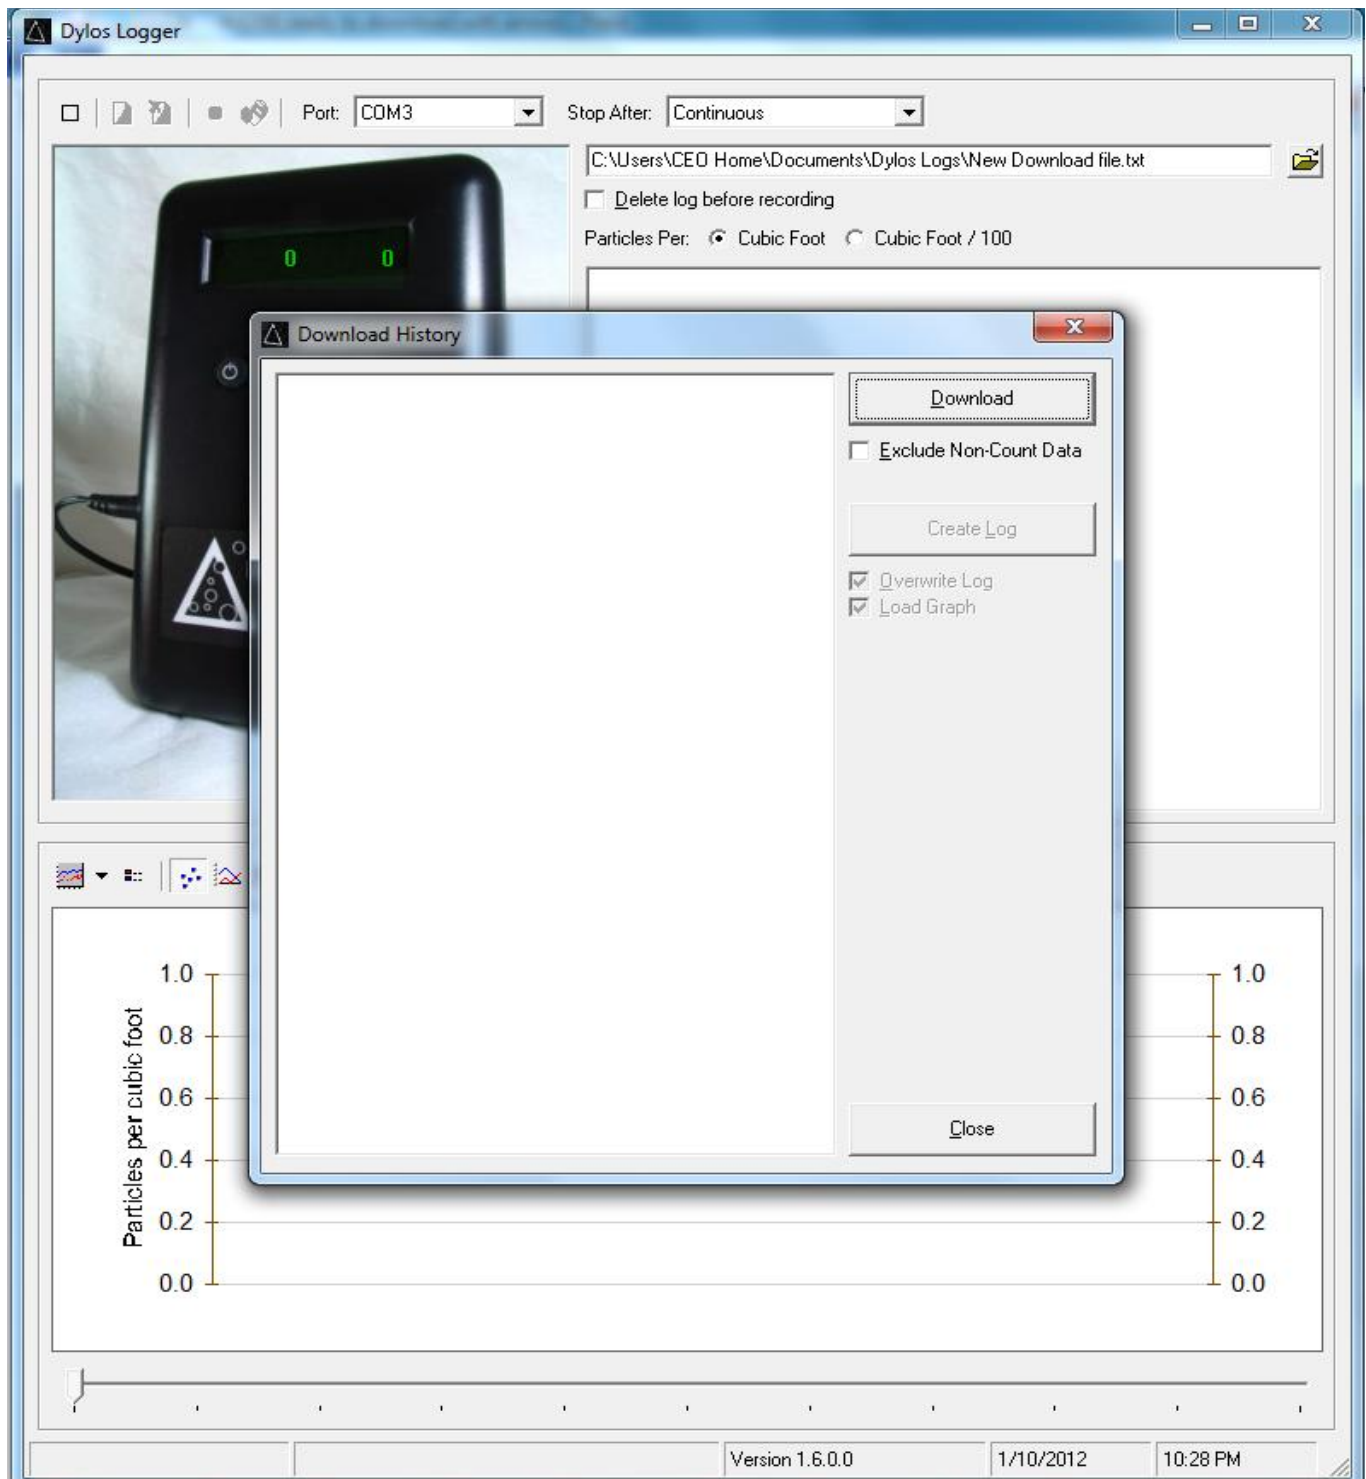 Dylos Logger
Port: COM3 Stop After: Continuous
C:\Users\CEO Home\Documents\Dylos Logs\New Download file.txt
Delete log before recording
Particles Per: Cubic Foot Cubic Foot / 100
0 0
Download History
Download
Exclude Non-Count Data
Create Log
Overwrite Log
Load Graph
Close
Particles per cubic foot
1.0 1.0
0.8 0.8
0.6 0.6
0.4 0.4
0.2 0.2
0.0 0.0
Version 1.6.0.0 1/10/2012 10:28 PM